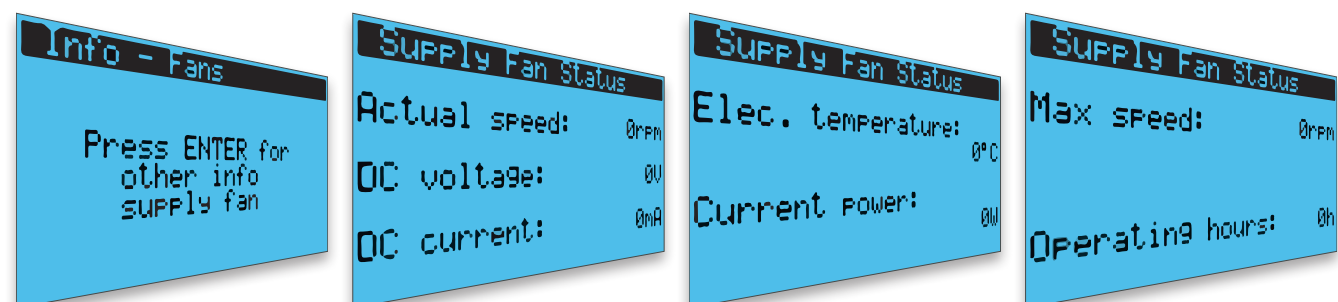 Info - Fans
Press ENTER for
other info
supply fan
Supply Fan Status
Actual speed: 0rpm
DC voltage: 0V
DC current: 0mA
Supply Fan Status
Elec. temperature:
0°C
Current power:
0W
Supply Fan Status
Max speed: 0rpm
Operating hours: 0h